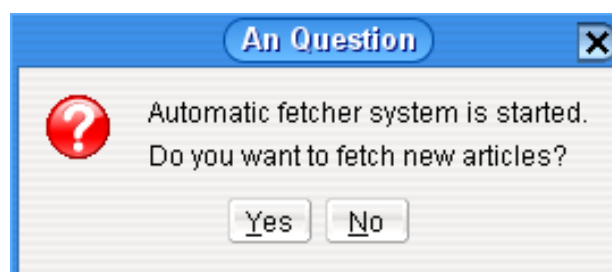 An Question
Automatic fetcher system is started.
Do you want to fetch new articles?
Yes No